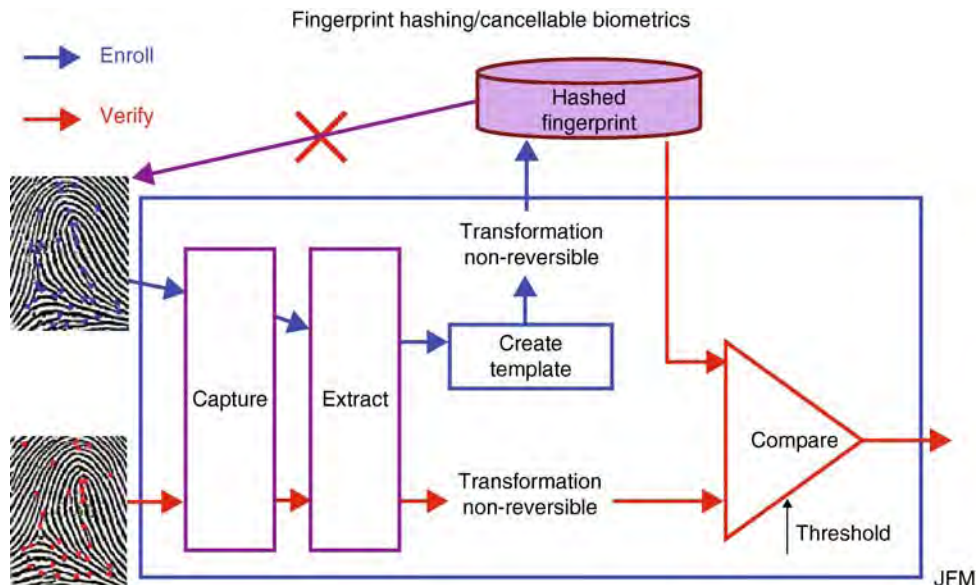 Fingerprint hashing/cancellable biometrics
Enroll
Verify
Hashed
fingerprint
Transformation
non-reversible
Create
template
Capture
Extract
Compare
Transformation
non-reversible
Threshold
JFM